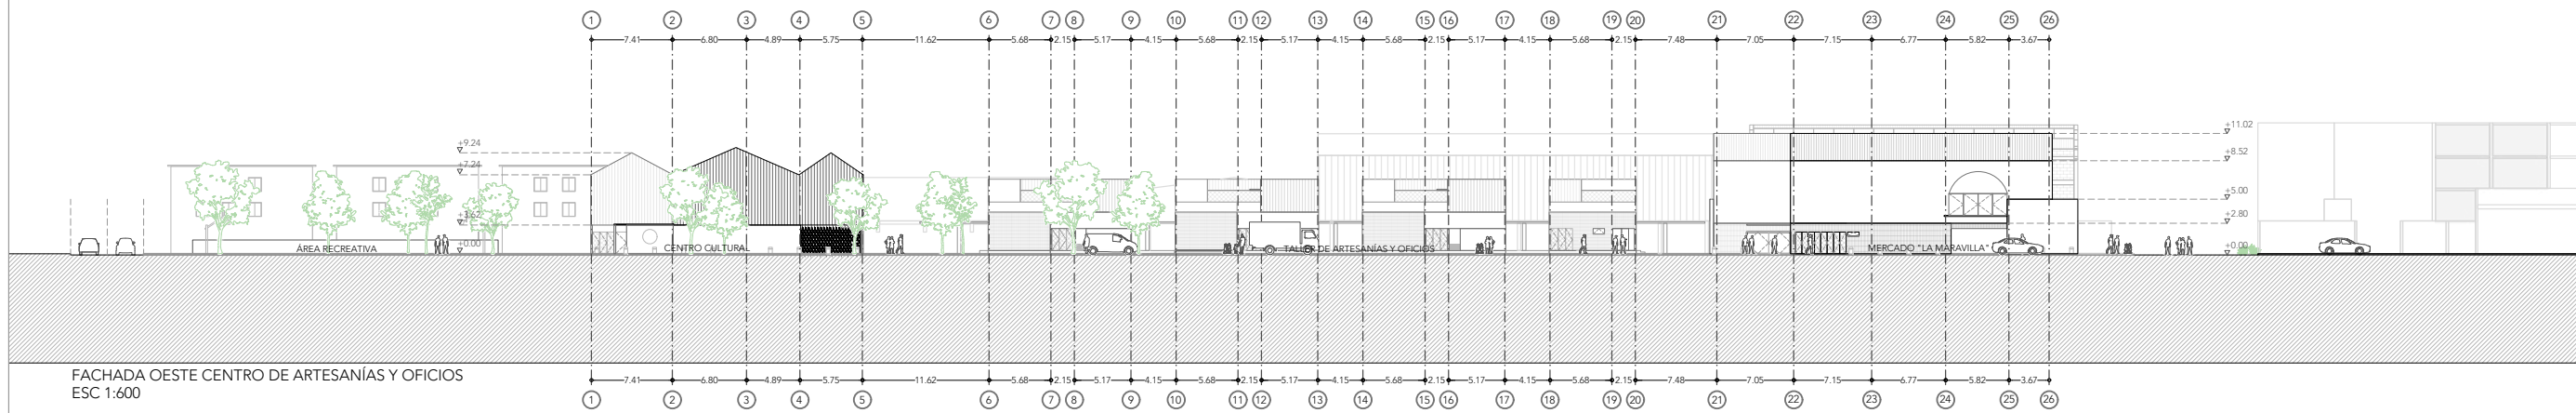 1 2 3 4 5 6 7 8 9 10 11 12 13 14 15 16 17 18 19 20 21 22 23 24 25 26
7.41 6.80 4.89 5.75 11.62 5.68 2.15 5.17 4.15 5.68 2.15 5.17 4.15 5.68 2.15 5.17 4.15 5.68 2.15 7.48 7.05 7.15 6.77 5.82 3.67
+9.24
+7.24
+3.62
+0.00
+11.02
+8.52
+5.00
+2.80
+0.00
ÁREA RECREATIVA
CENTRO CULTURAL
TALLER DE ARTESANÍAS Y OFICIOS
MERCADO "LA MARAVILLA"
FACHADA OESTE CENTRO DE ARTESANÍAS Y OFICIOS
ESC 1:600
7.41 6.80 4.89 5.75 11.62 5.68 2.15 5.17 4.15 5.68 2.15 5.17 4.15 5.68 2.15 5.17 4.15 5.68 2.15 7.48 7.05 7.15 6.77 5.82 3.67
1 2 3 4 5 6 7 8 9 10 11 12 13 14 15 16 17 18 19 20 21 22 23 24 25 26